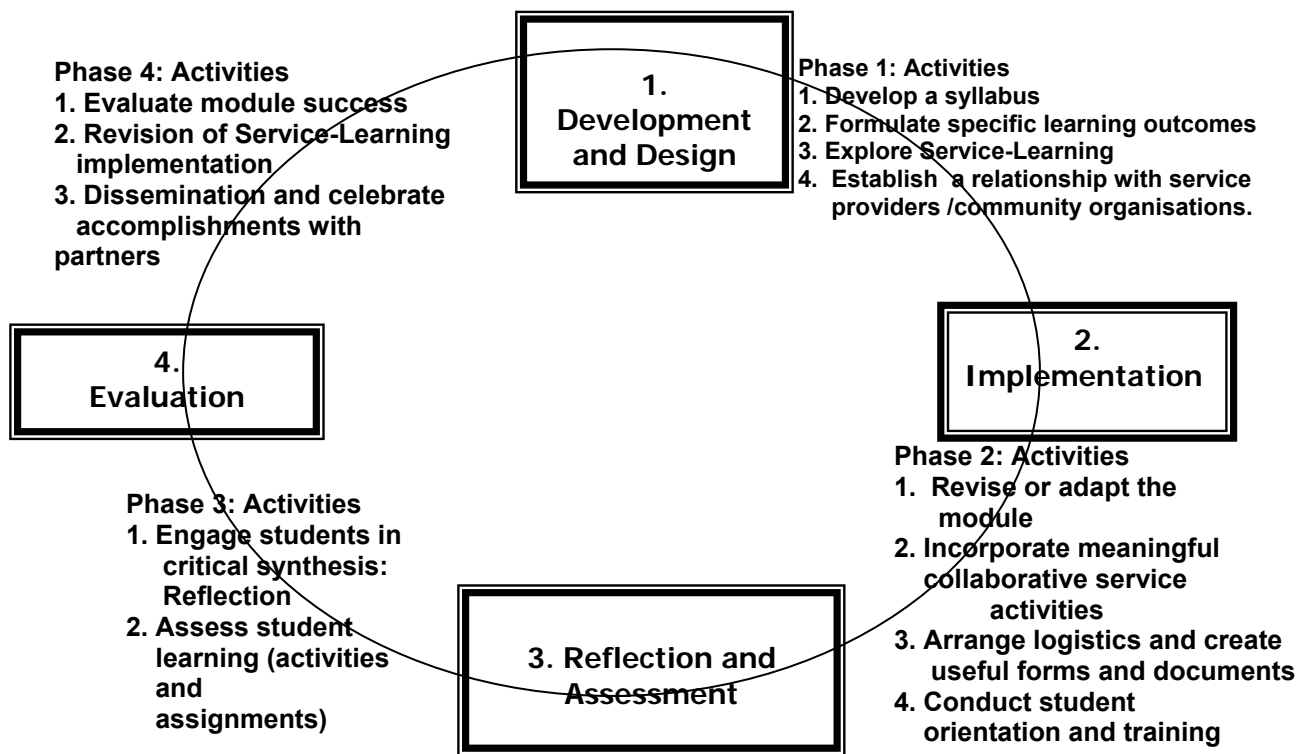 1.
Development
and Design
Phase 1: Activities
1. Develop a syllabus
2. Formulate specific learning outcomes
3. Explore Service-Learning
4. Establish a relationship with service
providers /community organisations.
2.
Implementation
Phase 2: Activities
1. Revise or adapt the
module
2. Incorporate meaningful
collaborative service
activities
3. Arrange logistics and create
useful forms and documents
4. Conduct student
orientation and training
3. Reflection and
Assessment
Phase 3: Activities
1. Engage students in
critical synthesis:
Reflection
2. Assess student
learning (activities
and
assignments)
4.
Evaluation
Phase 4: Activities
1. Evaluate module success
2. Revision of Service-Learning
implementation
3. Dissemination and celebrate
accomplishments with
partners